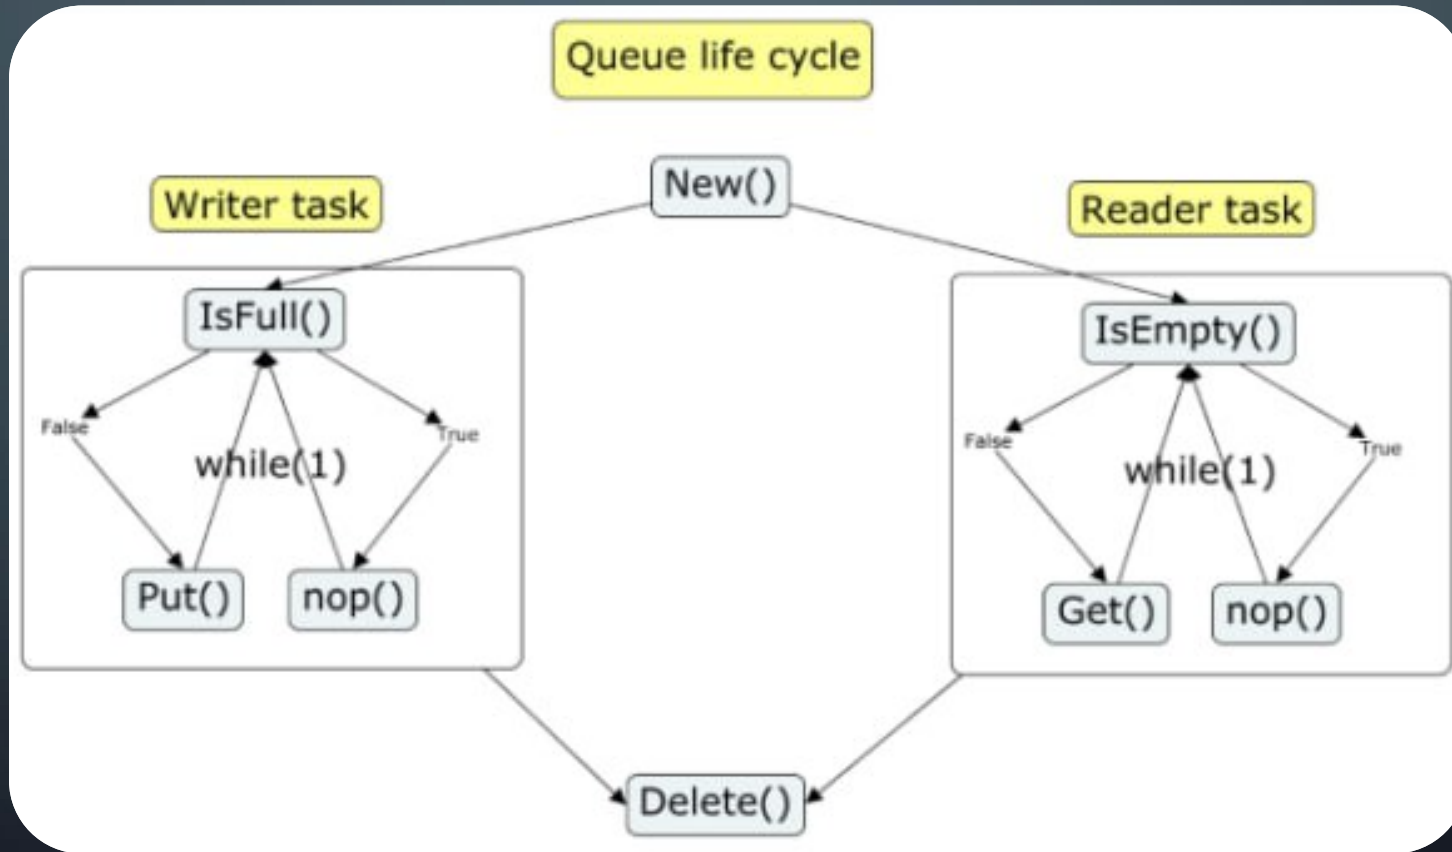 Queue life cycle
New()
Writer task
IsFull()
False
True
while(1)
Put()
nop()
Reader task
IsEmpty()
False
True
while(1)
Get()
nop()
Delete()